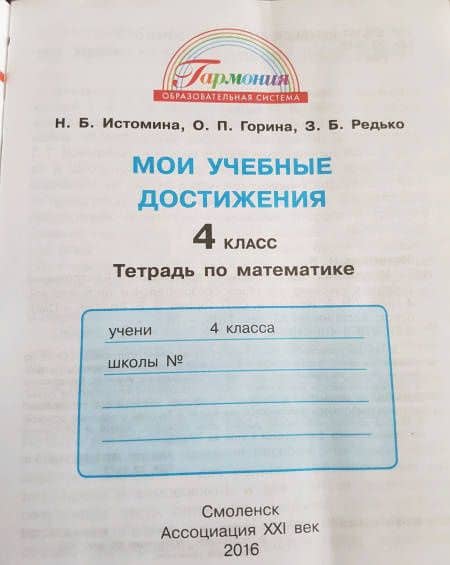 Гармония
ОБРАЗОВАТЕЛЬНАЯ СИСТЕМА
Н. Б. Истомина, О. П. Горина, З. Б. Редько
МОИ УЧЕБНЫЕ
ДОСТИЖЕНИЯ
4 КЛАСС
Тетрадь по математике
учени 4 класса
школы №
Смоленск
Ассоциация XXI век
2016